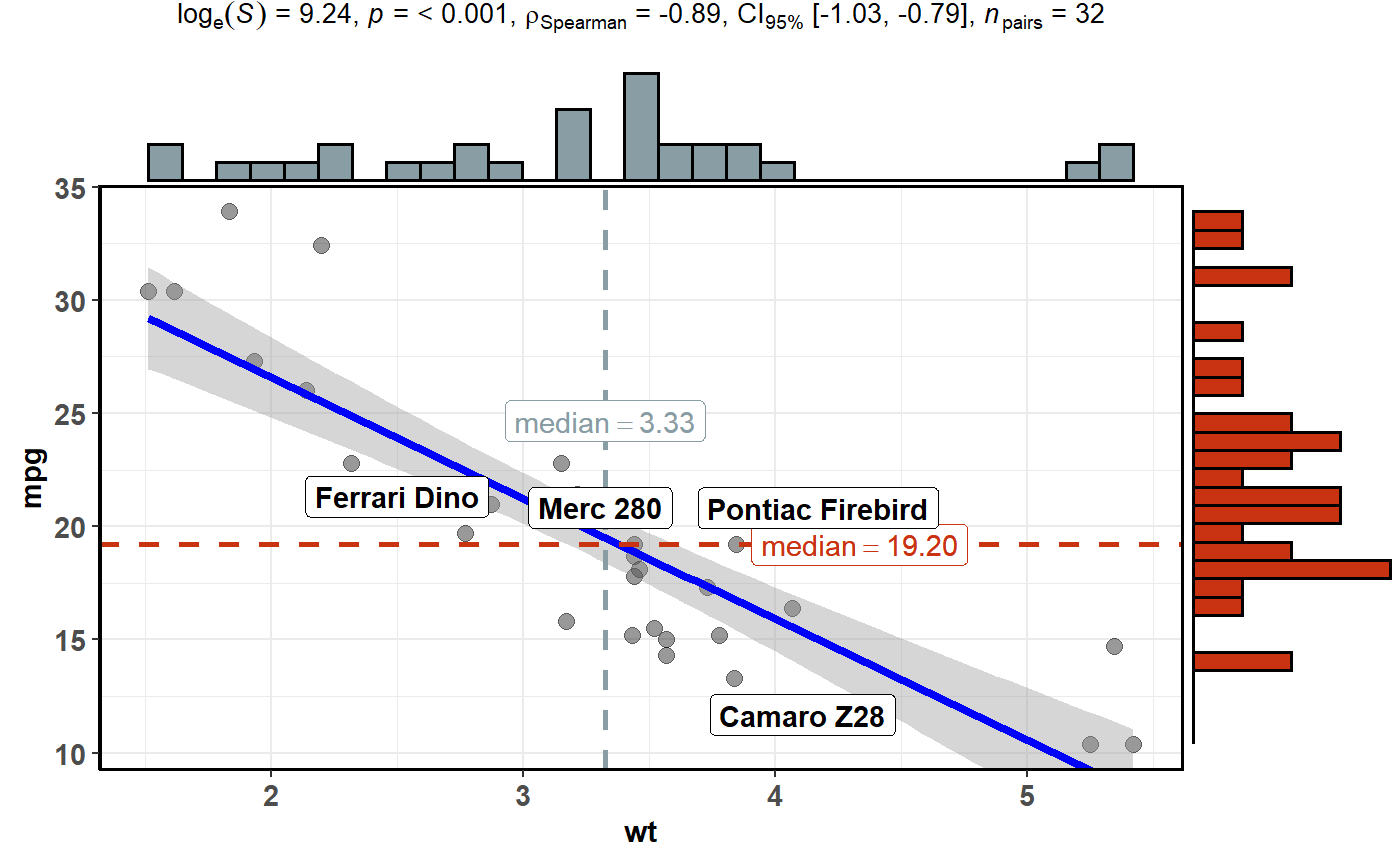 logₑ(S) = 9.24, p = < 0.001, ρSpearman = -0.89, CI95% [-1.03, -0.79], npairs = 32
35
30
median = 3.33
25
mpg
Ferrari Dino
Merc 280
Pontiac Firebird
20
median = 19.20
15
Camaro Z28
10
2 3 4 5
wt